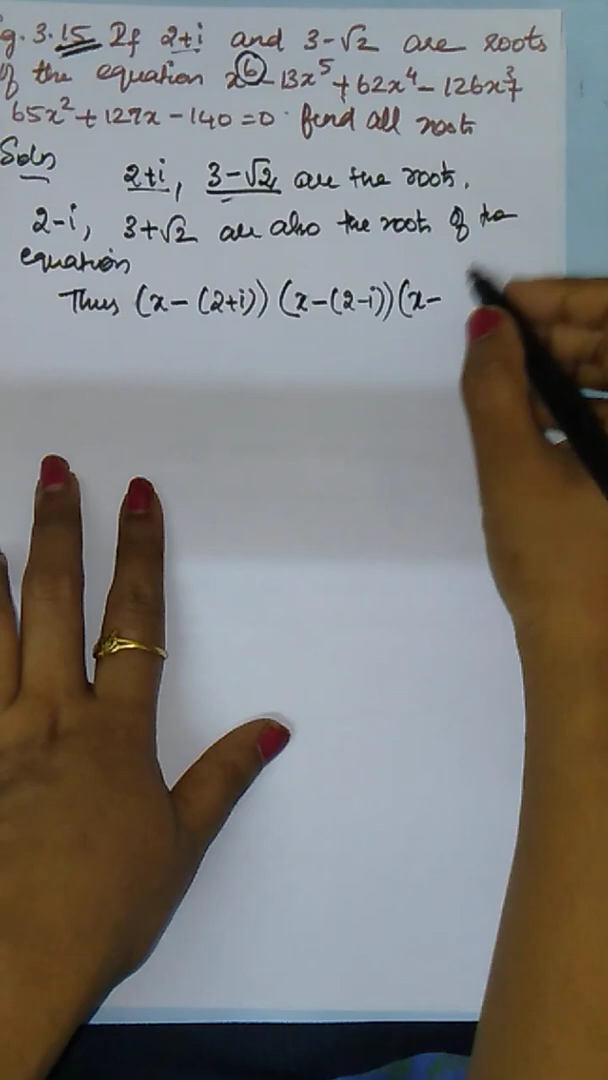 g. 3.15 If 2+i and 3-√2 are roots
of the equation x⁶-13x⁵+62x⁴-126x³+
65x²+127x-140=0. find all roots
Soln
2+i, 3-√2, are the roots.
2-i, 3+√2 are also the roots of the
equation
Thus (x-(2+i)) (x-(2-i)) (x-